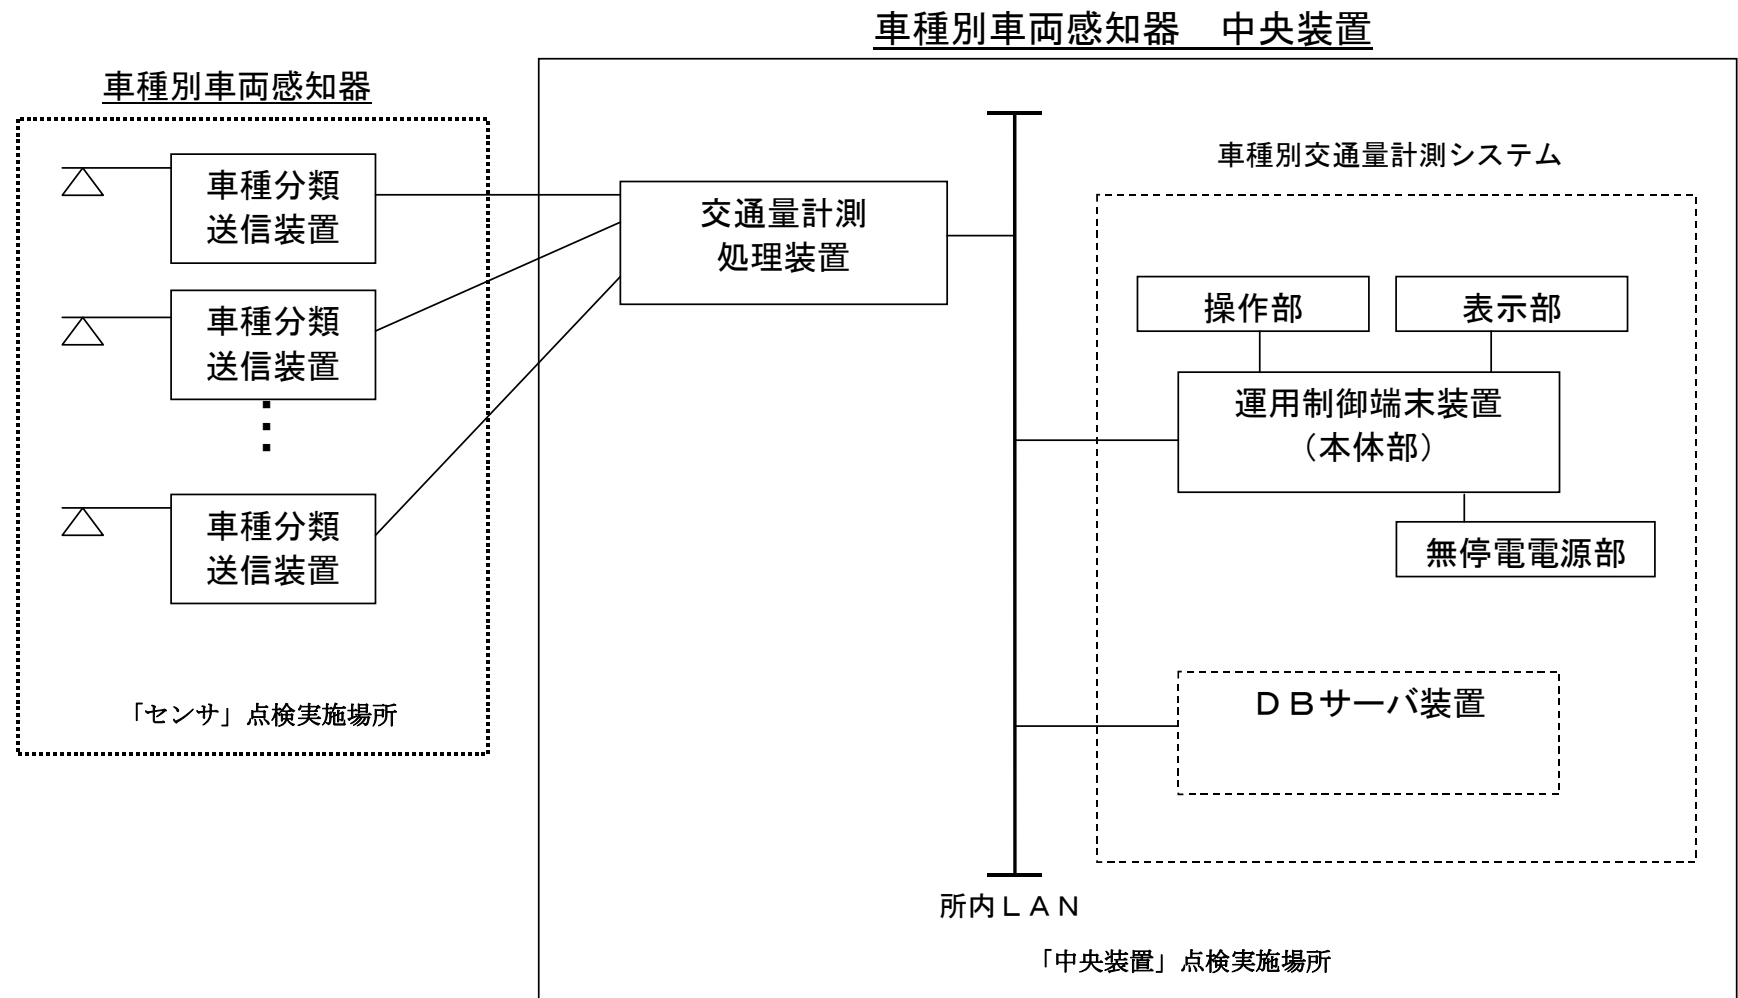 車種別車両感知器　中央装置
車種別車両感知器
車種分類
送信装置
車種分類
送信装置
車種分類
送信装置
「センサ」点検実施場所
交通量計測
処理装置
車種別交通量計測システム
操作部
表示部
運用制御端末装置
（本体部）
無停電電源部
ＤＢサーバ装置
所内ＬＡＮ
「中央装置」点検実施場所